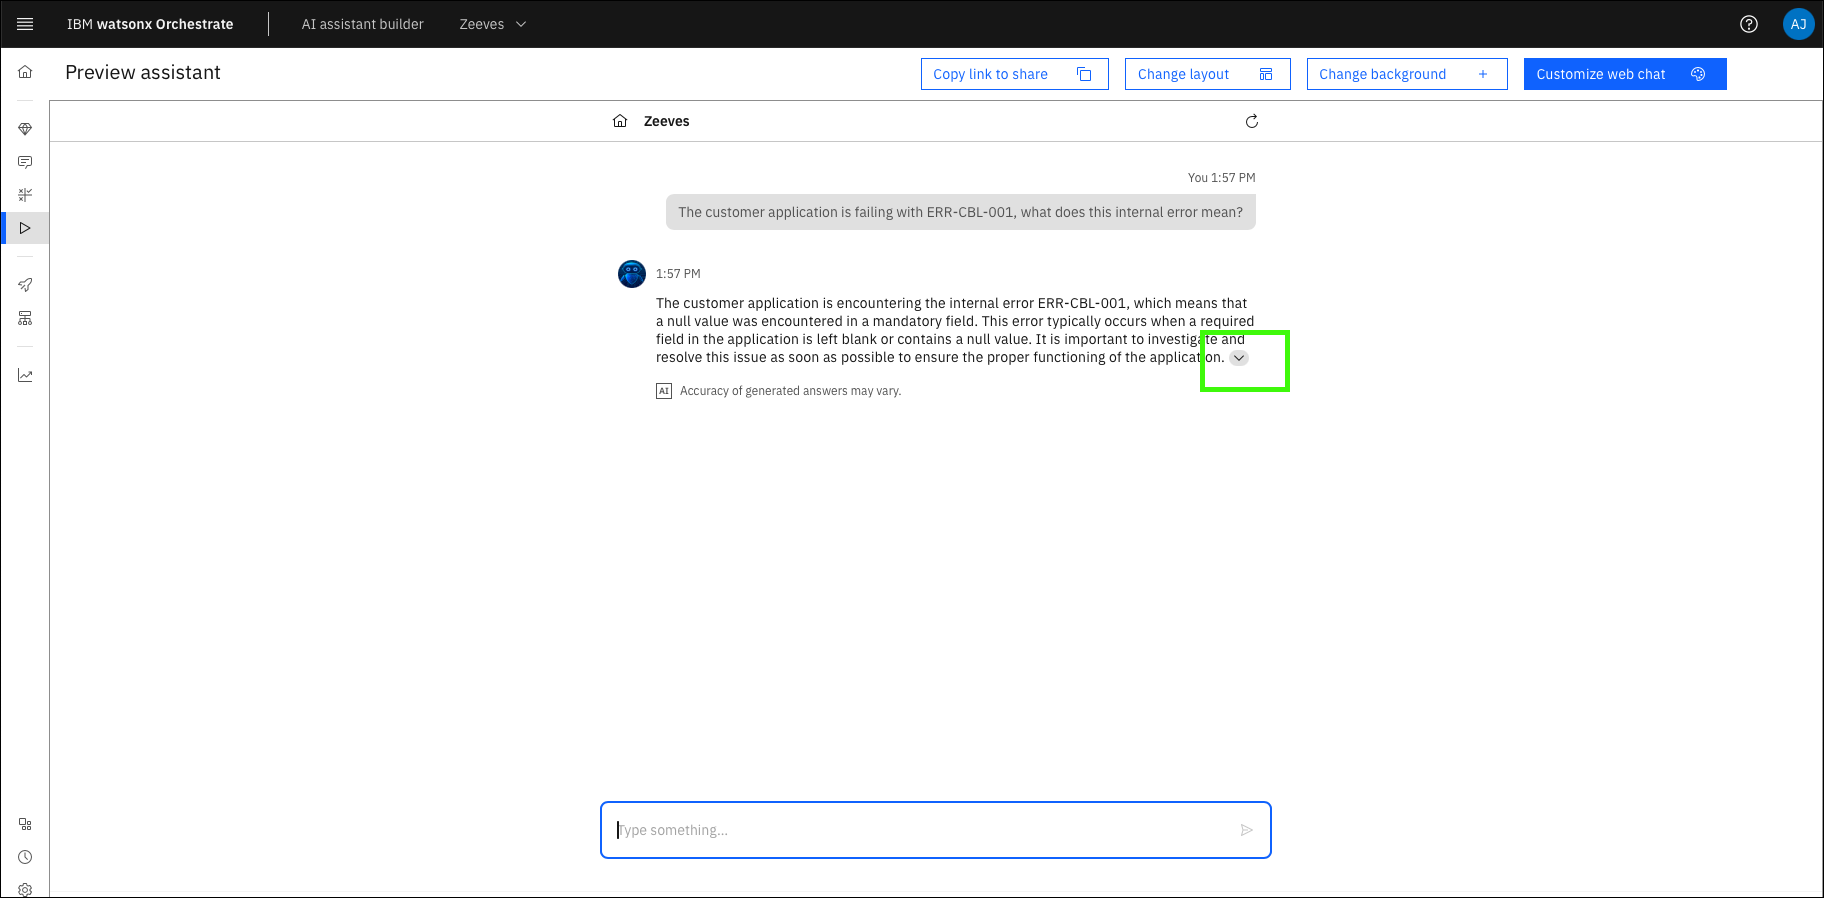 IBM watsonx Orchestrate
AI assistant builder
Zeeves
AJ
Preview assistant
Copy link to share
Change layout
Change background
Customize web chat
Zeeves
You 1:57 PM
The customer application is failing with ERR-CBL-001, what does this internal error mean?
1:57 PM
The customer application is encountering the internal error ERR-CBL-001, which means that
a null value was encountered in a mandatory field. This error typically occurs when a required
field in the application is left blank or contains a null value. It is important to investigate and
resolve this issue as soon as possible to ensure the proper functioning of the application.
AI Accuracy of generated answers may vary.
Type something...